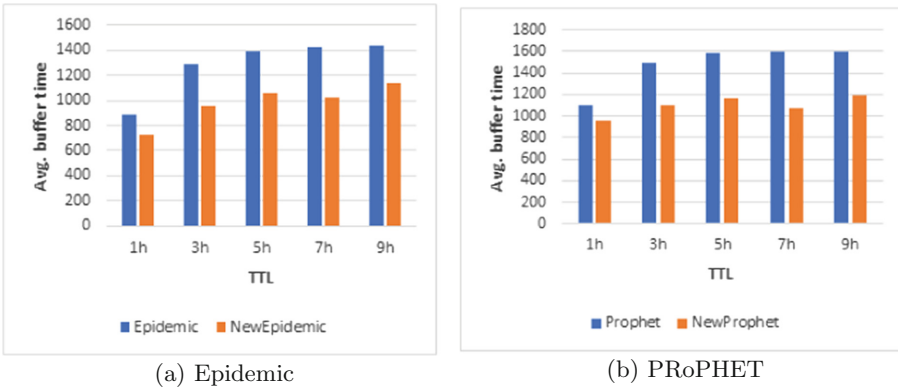 1600
1400
1200
1000
800
600
400
200
0
Avg. buffer time
1h 3h 5h 7h 9h
TTL
Epidemic NewEpidemic
(a) Epidemic
1800
1600
1400
1200
1000
800
600
400
200
0
Avg. buffer time
1h 3h 5h 7h 9h
TTL
Prophet NewProphet
(b) PRoPHET